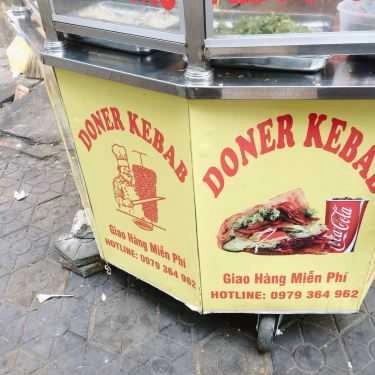 DONER KEBAB
Giao Hàng Miễn Phí
HOTLINE: 0979 364 962
DONER KEBAB
Coca-Cola
Giao Hàng Miễn Phí
HOTLINE: 0979 364 962